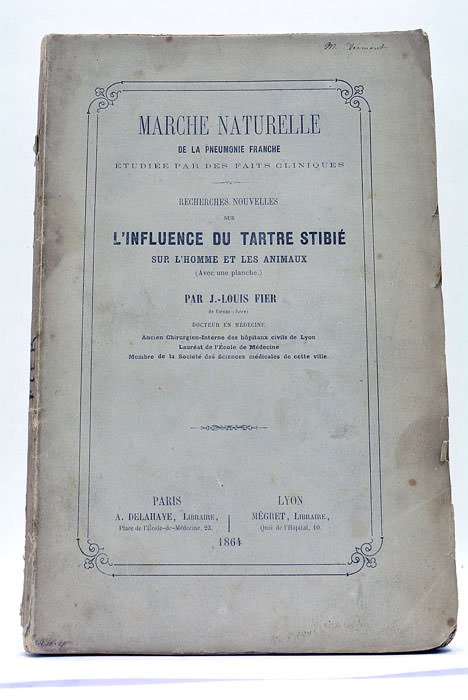 MARCHE NATURELLE
DE LA PNEUMONIE FRANCHE
ETUDIÉE PAR DES FAITS CLINIQUES
RECHERCHES NOUVELLES
SUR
L'INFLUENCE DU TARTRE STIBIÉ
SUR L'HOMME ET LES ANIMAUX
(Avec une planche.)
PAR J.-LOUIS FIER
DOCTEUR EN MÉDECINE
Ancien Chirurgien-Interne des hôpitaux civils de Lyon
Lauréat de l'École de Médecine
Membre de la Société des Sciences médicales de cette ville.
PARIS
A. DELAHAYE, LIBRAIRE,
Place de l'École-de-Médecine, 23.
LYON
MÉGRET, LIBRAIRE,
Quai de l'Hôpital, 10.
1864